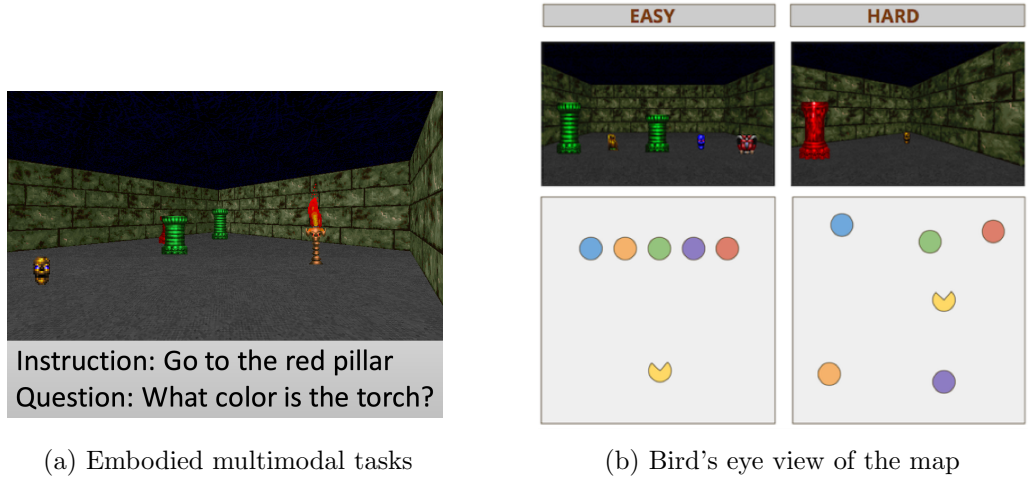 EASY
HARD
Instruction: Go to the red pillar
Question: What color is the torch?
(a) Embodied multimodal tasks
(b) Bird's eye view of the map